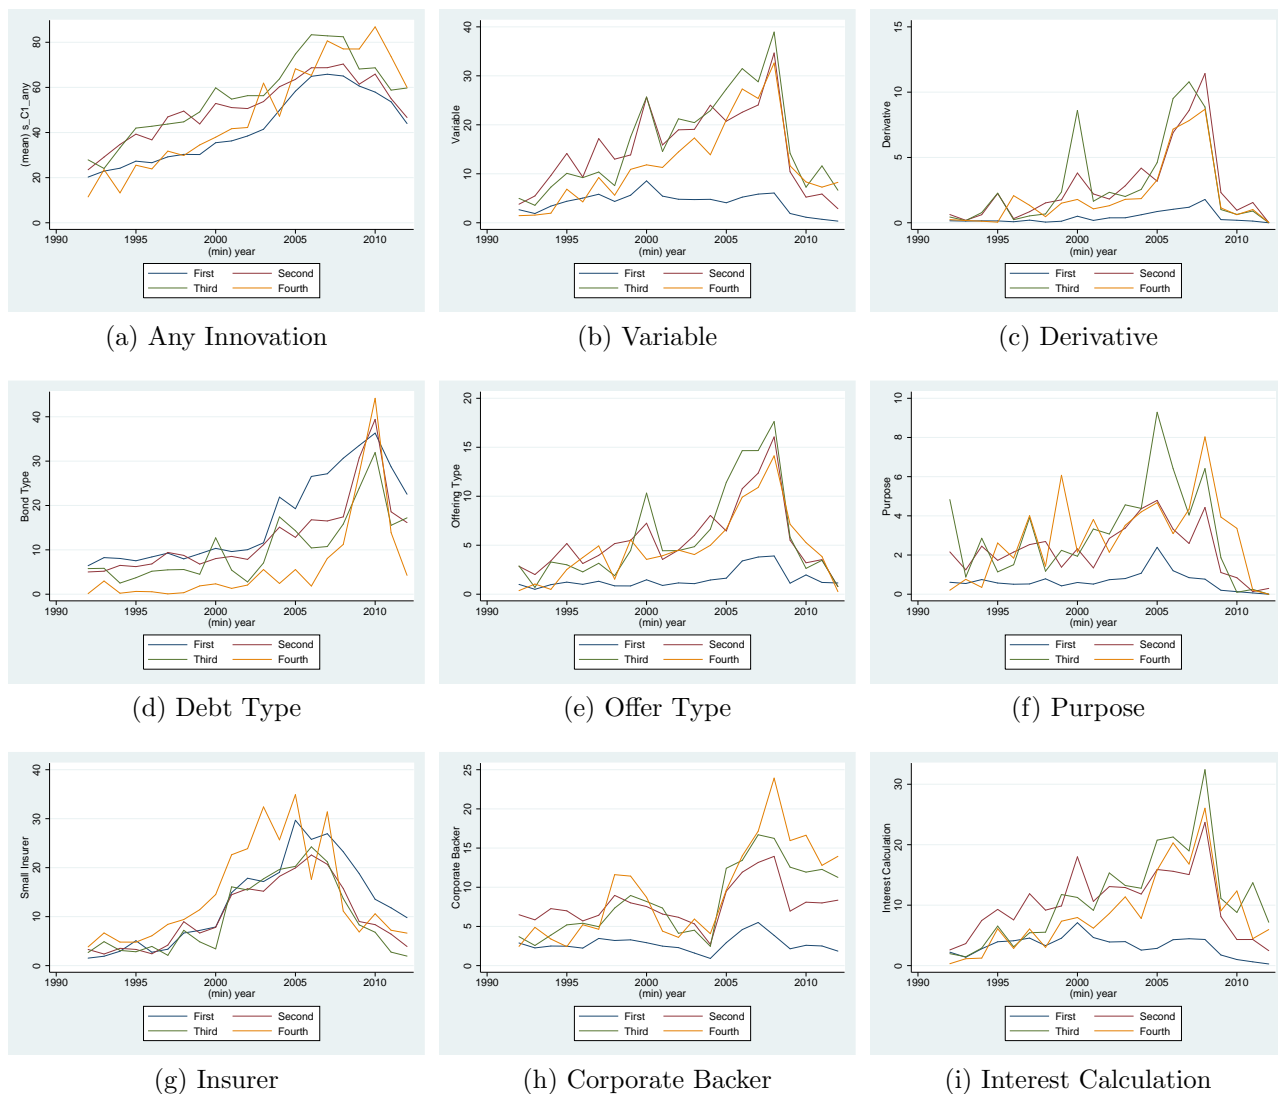 (mean) s_C1_any
0 20 40 60 80
1990 1995 2000 2005 2010
(min) year
First Second
Third Fourth
(a) Any Innovation
Variable
0 10 20 30 40
1990 1995 2000 2005 2010
(min) year
First Second
Third Fourth
(b) Variable
Derivative
0 5 10 15
1990 1995 2000 2005 2010
(min) year
First Second
Third Fourth
(c) Derivative
Bond Type
0 10 20 30 40
1990 1995 2000 2005 2010
(min) year
First Second
Third Fourth
(d) Debt Type
Offering Type
0 5 10 15 20
1990 1995 2000 2005 2010
(min) year
First Second
Third Fourth
(e) Offer Type
Purpose
0 2 4 6 8 10
1990 1995 2000 2005 2010
(min) year
First Second
Third Fourth
(f) Purpose
Small Insurer
0 10 20 30 40
1990 1995 2000 2005 2010
(min) year
First Second
Third Fourth
(g) Insurer
Corporate Backer
0 5 10 15 20 25
1990 1995 2000 2005 2010
(min) year
First Second
Third Fourth
(h) Corporate Backer
Interest Calculation
0 10 20 30
1990 1995 2000 2005 2010
(min) year
First Second
Third Fourth
(i) Interest Calculation